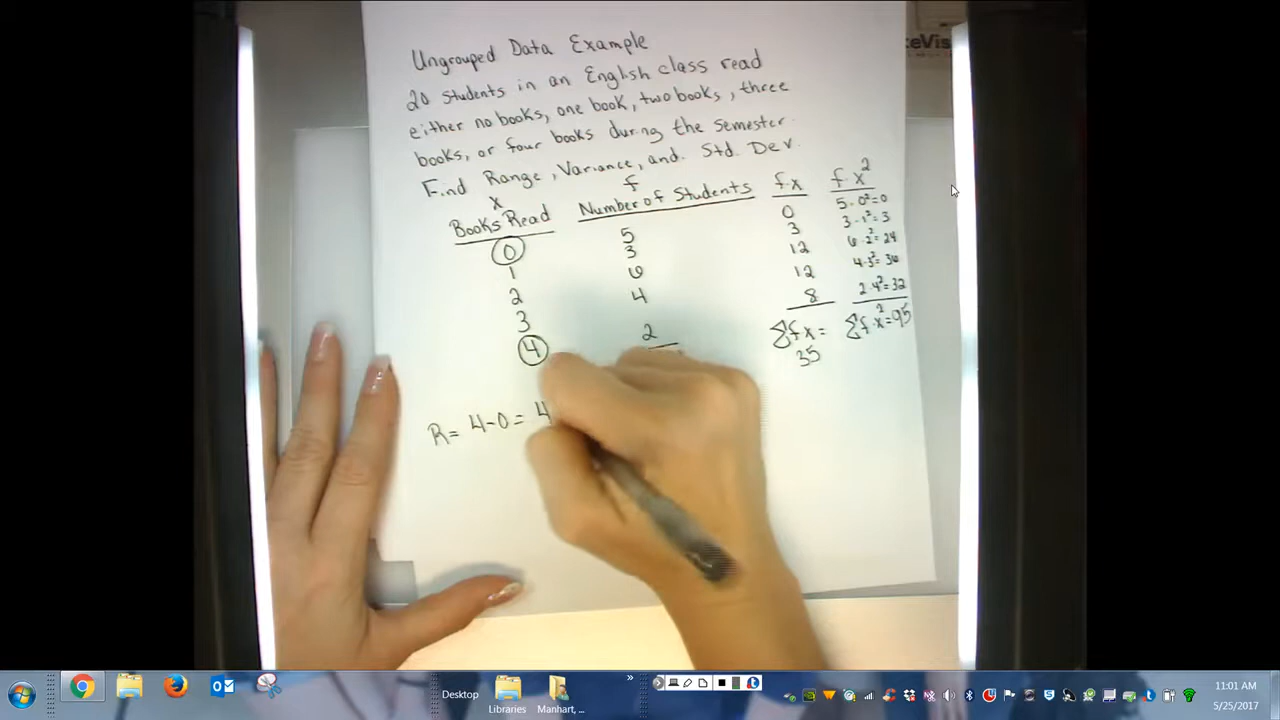 Ungrouped Data Example
20 students in an English class read
either no books, one book, two books, three
books, or four books during the semester.
Find Range, Variance, and. Std. Dev.
x f f.x f.x²
Books Read Number of Students
0 5 0 5·0²=0
1 3 3 3·1²=3
2 6 12 6·2²=24
3 4 12 4·3²=36
4 2 8 2·4²=32
Σfx = Σf.x²=95
35
R= 4-0= 4
Desktop
Libraries
Manhart, ...
11:01 AM
5/25/2017